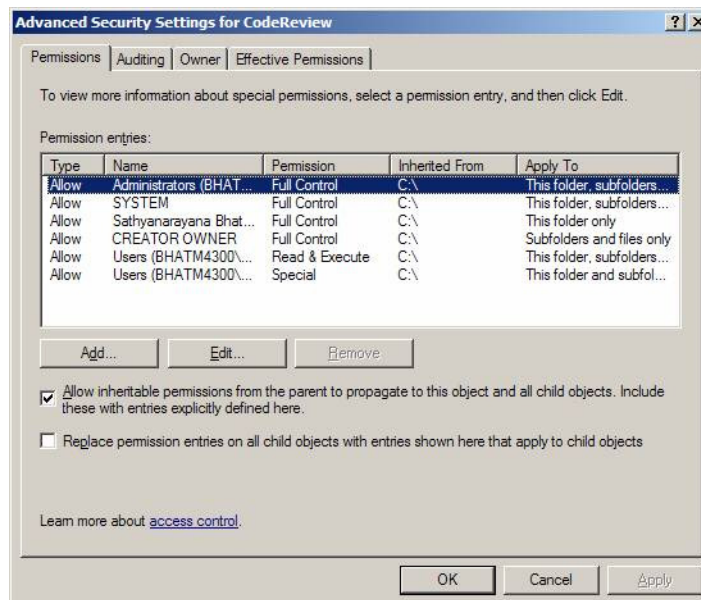 Advanced Security Settings for CodeReview
Permissions Auditing Owner Effective Permissions
To view more information about special permissions, select a permission entry, and then click Edit.
Permission entries:
Type Name Permission Inherited From Apply To
Allow Administrators (BHAT... Full Control C:\ This folder, subfolders...
Allow SYSTEM Full Control C:\ This folder, subfolders...
Allow Sathyanarayana Bhat... Full Control C:\ This folder only
Allow CREATOR OWNER Full Control C:\ Subfolders and files only
Allow Users (BHATM4300\... Read & Execute C:\ This folder, subfolders...
Allow Users (BHATM4300\... Special C:\ This folder and subfol...
Add... Edit... Remove
Allow inheritable permissions from the parent to propagate to this object and all child objects. Include
these with entries explicitly defined here.
Replace permission entries on all child objects with entries shown here that apply to child objects
Learn more about access control.
OK Cancel Apply